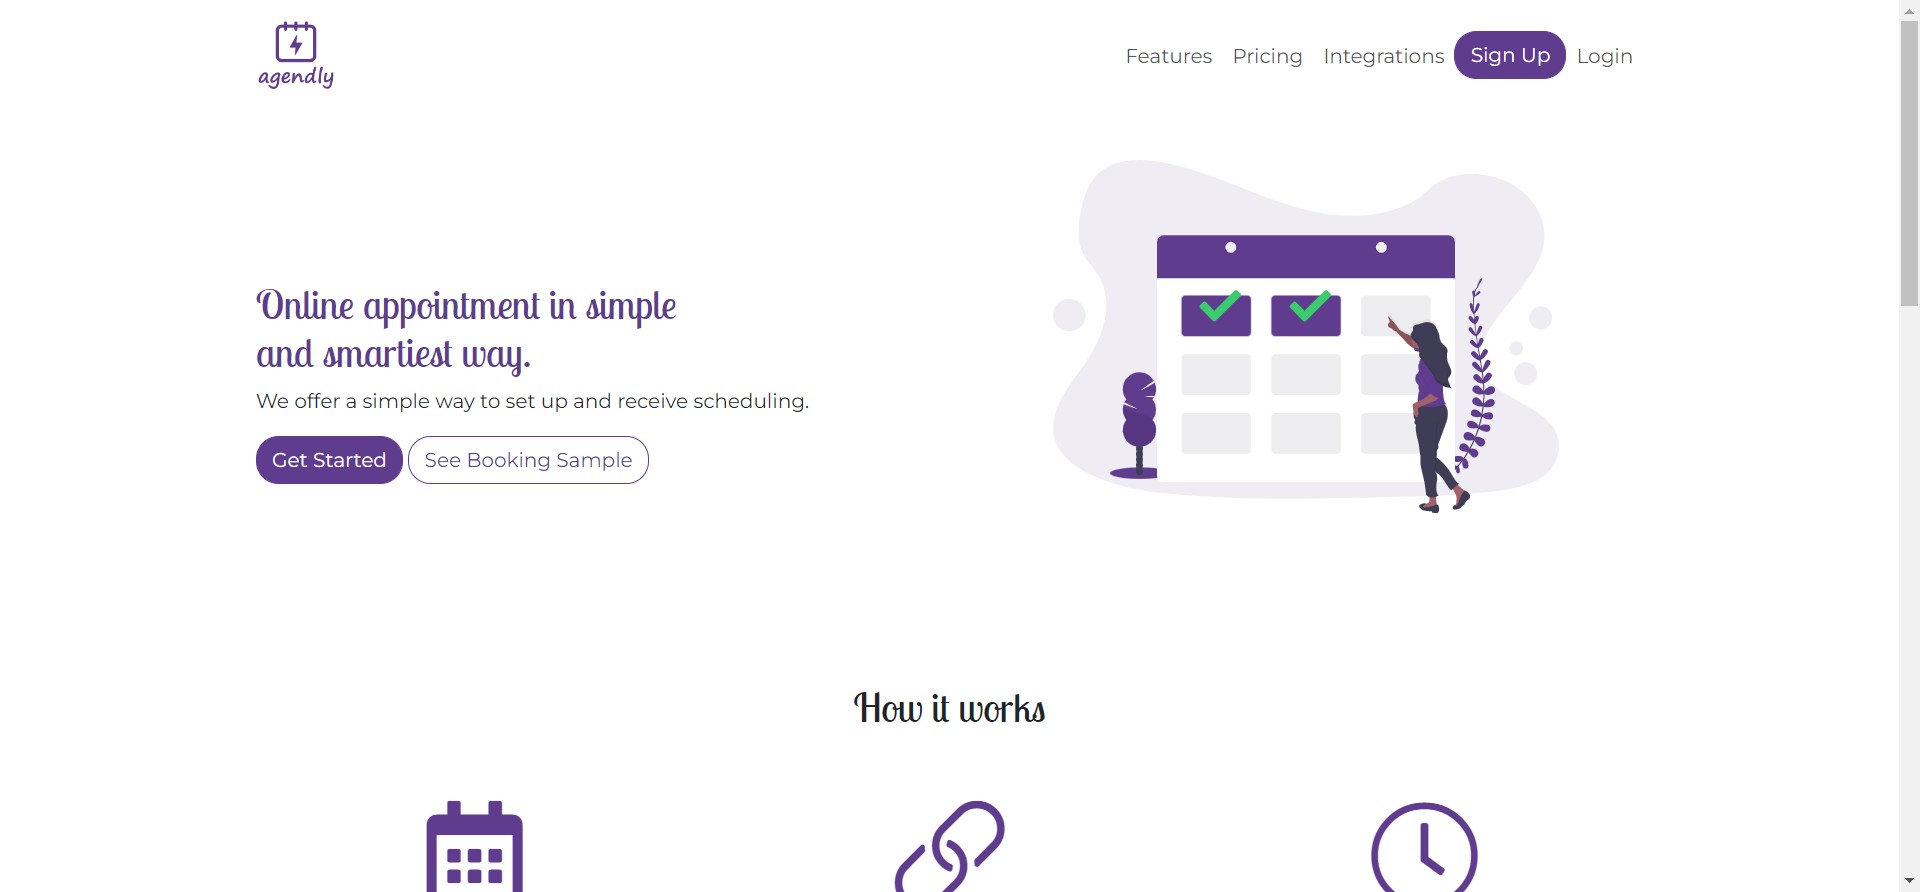 agendly
Features Pricing Integrations Sign Up Login
Online appointment in simple
and smartiest way.
We offer a simple way to set up and receive scheduling.
Get Started See Booking Sample
How it works